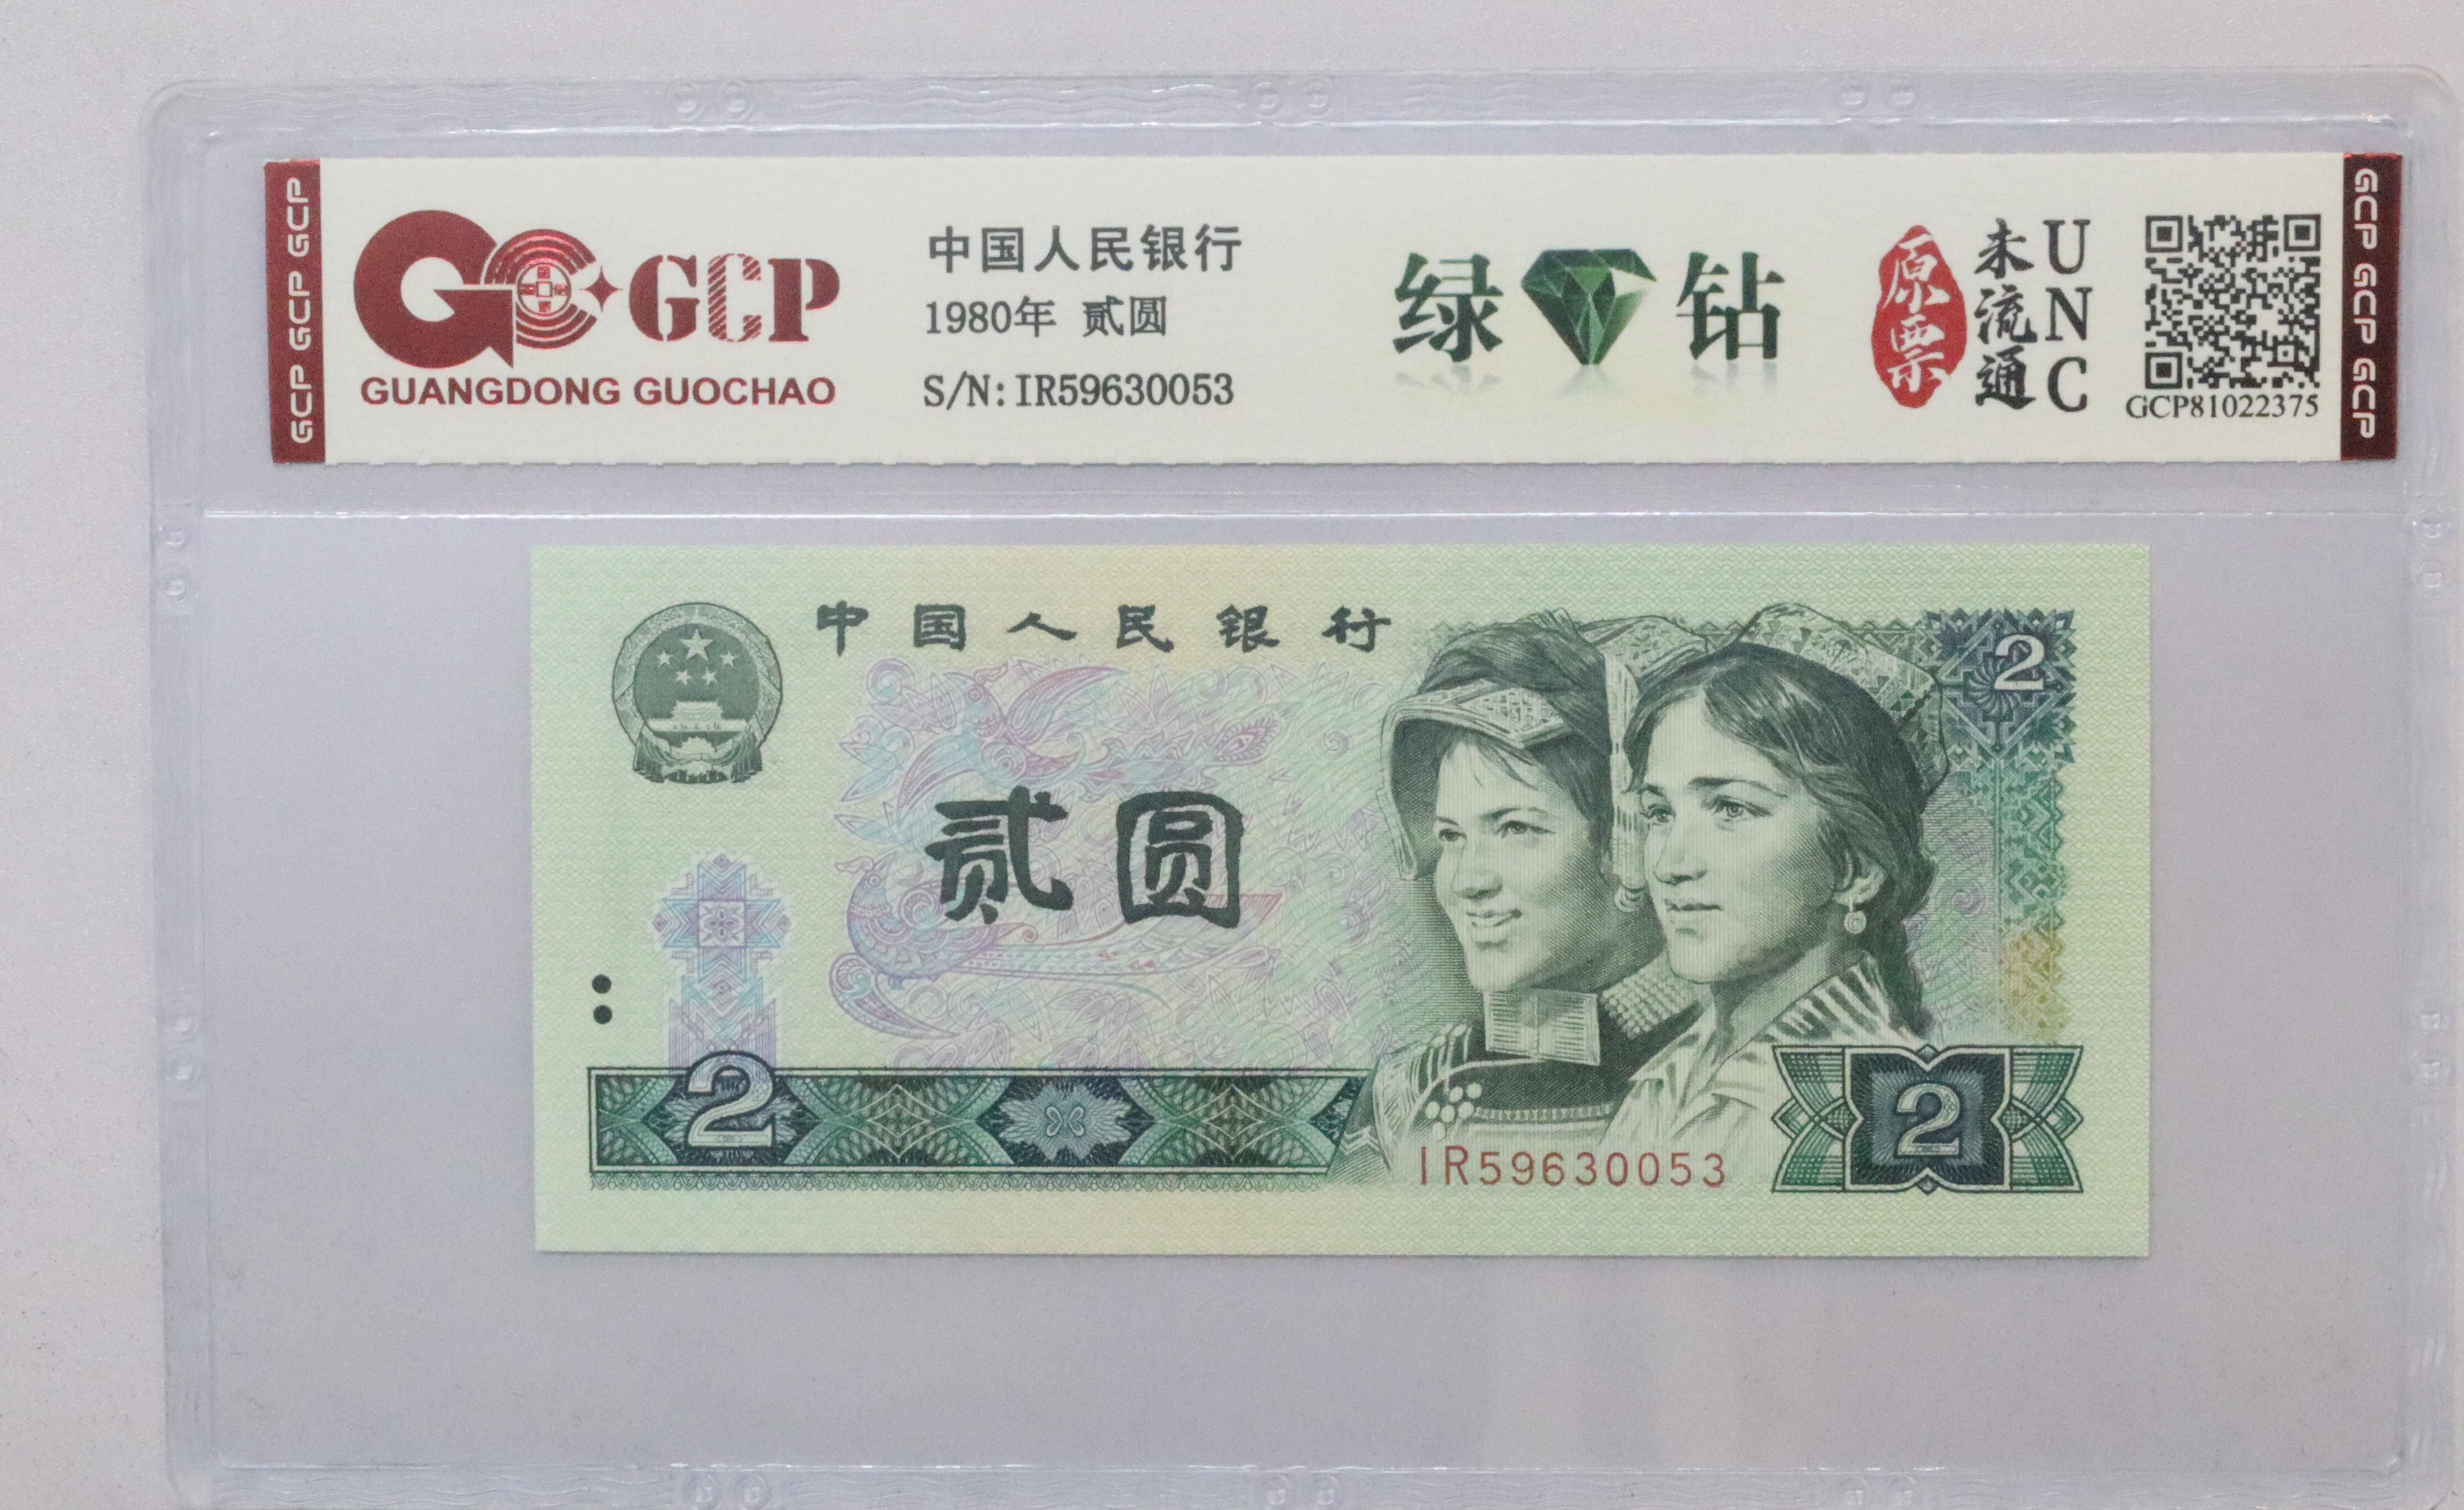 GCP GCP GCP
GCP
GUANGDONG GUOCHAO
中国人民银行
1980年 贰圆
S/N: IR59630053
绿钻
原票
未流通
UNC
GCP81022375
GCP GCP GCP
中国人民银行
2
贰圆
2
IR59630053
2